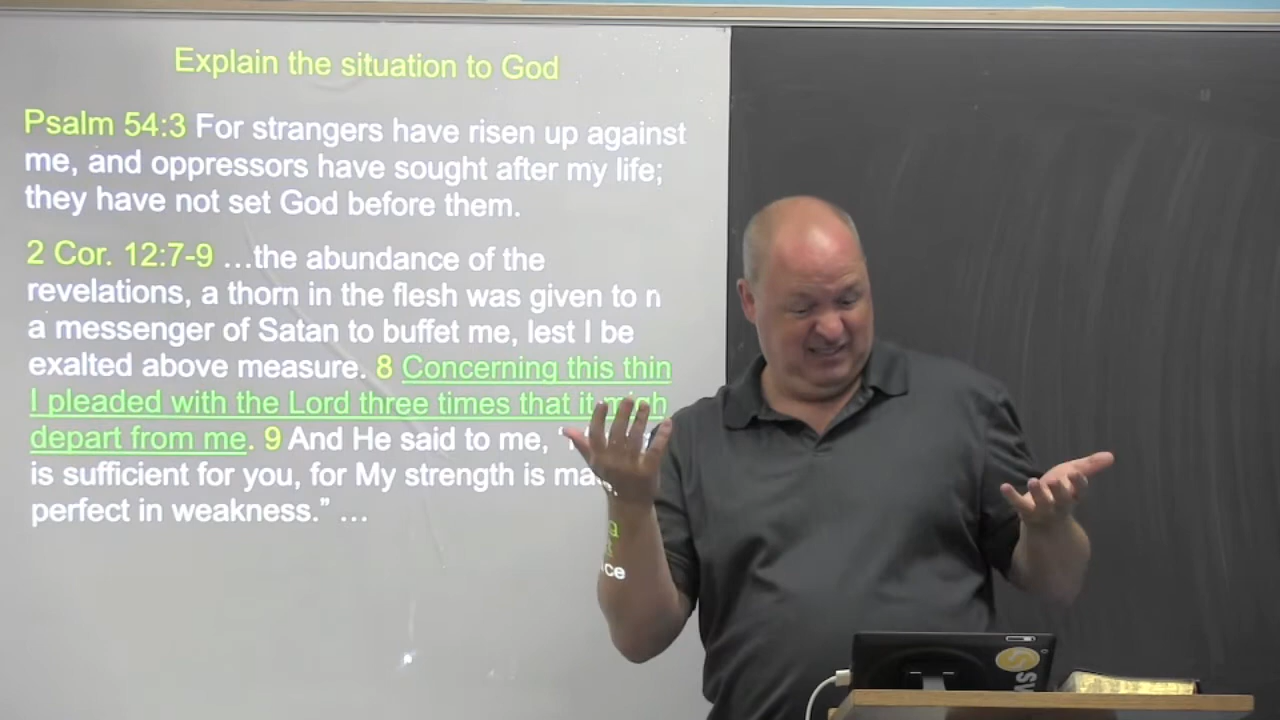 Explain the situation to God
Psalm 54:3 For strangers have risen up against
me, and oppressors have sought after my life;
they have not set God before them.
2 Cor. 12:7-9 …the abundance of the
revelations, a thorn in the flesh was given to
a messenger of Satan to buffet me, lest I be
exalted above measure. 8 Concerning this thin
I pleaded with the Lord three times that it
depart from me. 9 And He said to me, “
is sufficient for you, for My strength is
perfect in weakness.” …
ce